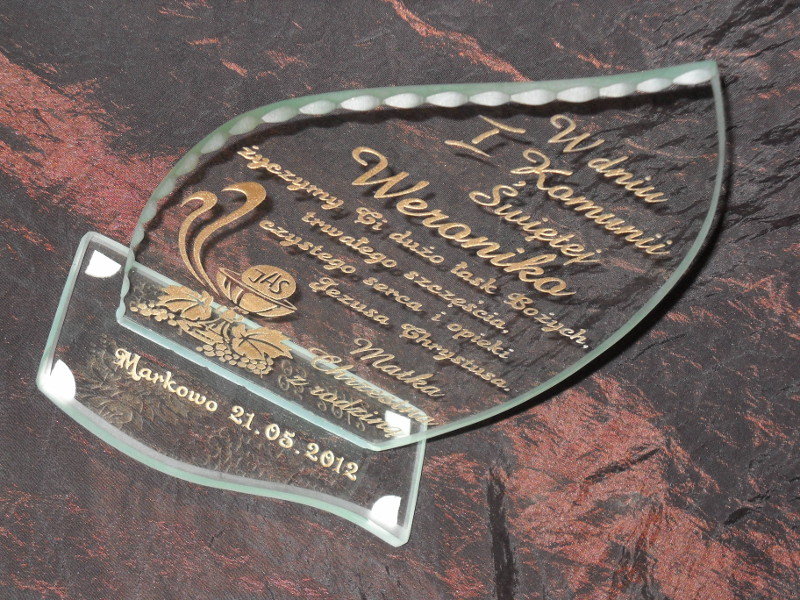 W dniu
I Komunii
Świętej
Weroniko
życzymy Ci dużo łask Bożych,
trwałego szczęścia,
czystego serca i opieki
Jezusa Chrystusa.
Matka
Chrzestna
z rodziną
JAS
Markowo 21.05.2012